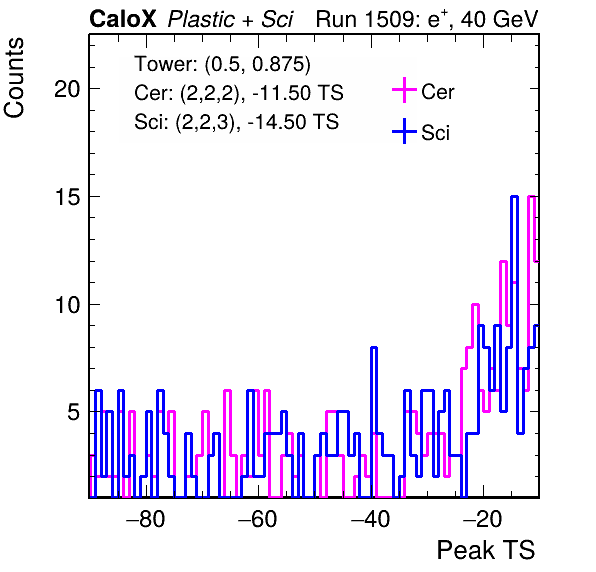 CaloX Plastic + Sci Run 1509: e+, 40 GeV
Counts
Tower: (0.5, 0.875)
Cer: (2,2,2), -11.50 TS
Sci: (2,2,3), -14.50 TS
Cer
Sci
20
15
10
5
−80 −60 −40 −20
Peak TS